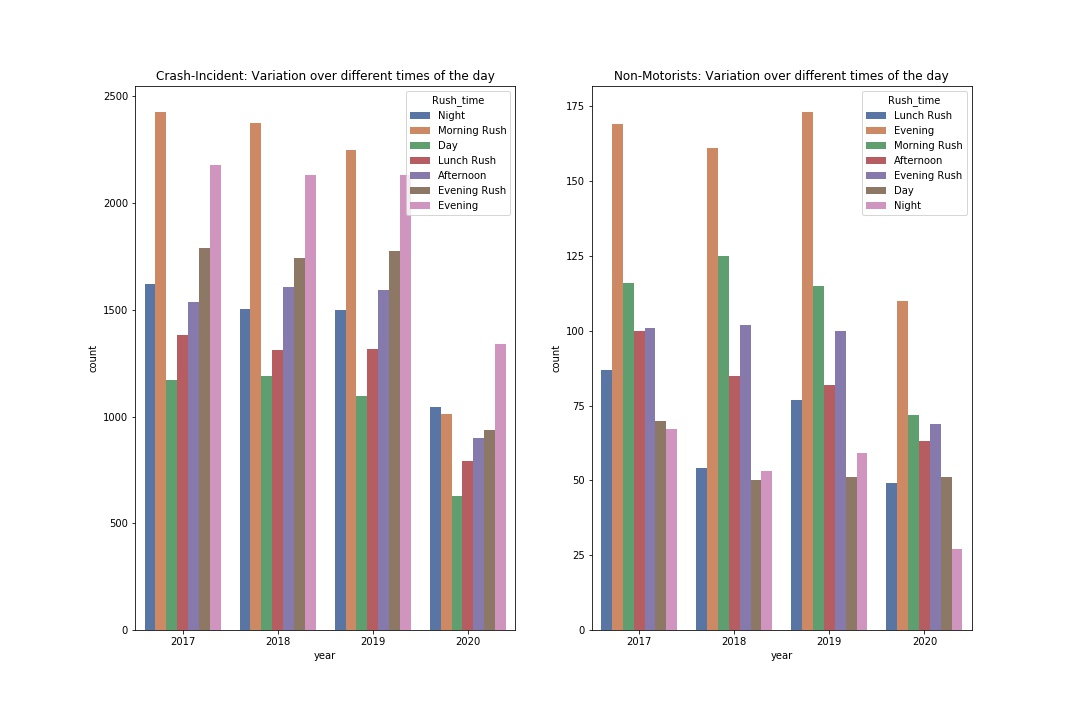 Crash-Incident: Variation over different times of the day
2500
2000
1500
1000
500
0
count
2017
2018
2019
2020
year
Rush_time
Night
Morning Rush
Day
Lunch Rush
Afternoon
Evening Rush
Evening
Non-Motorists: Variation over different times of the day
175
150
125
100
75
50
25
0
count
2017
2018
2019
2020
year
Rush_time
Lunch Rush
Evening
Morning Rush
Afternoon
Evening Rush
Day
Night